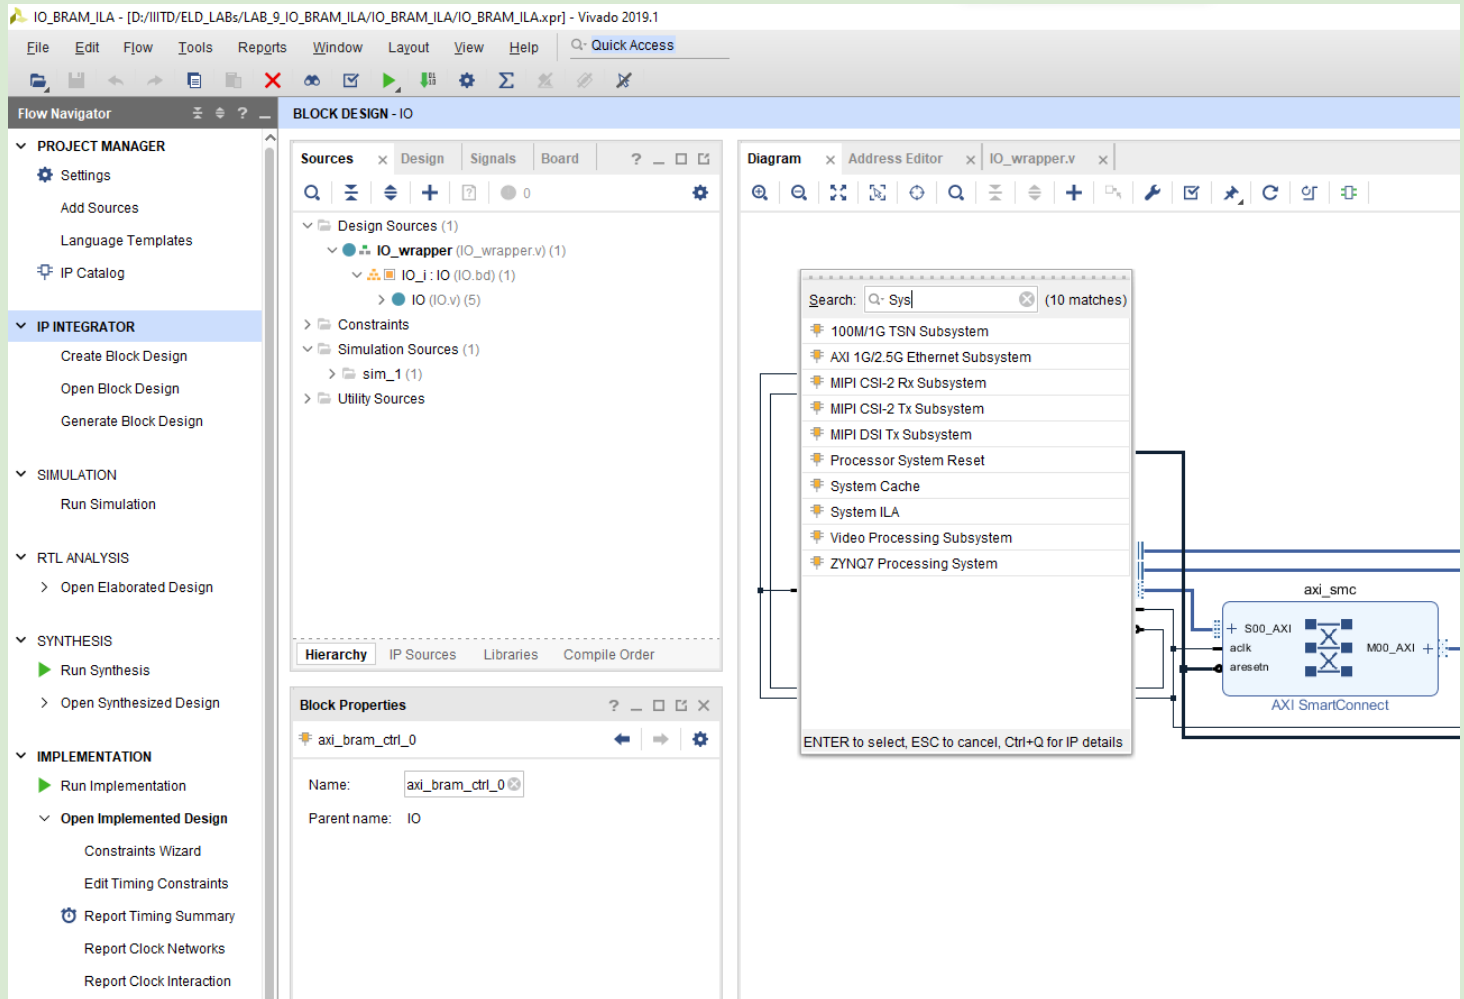 IO_BRAM_ILA - [D:/IIITD/ELD_LABs/LAB_9_IO_BRAM_ILA/IO_BRAM_ILA/IO_BRAM_ILA.xpr] - Vivado 2019.1
File Edit Flow Tools Reports Window Layout View Help Quick Access
Flow Navigator
PROJECT MANAGER
Settings
Add Sources
Language Templates
IP Catalog
IP INTEGRATOR
Create Block Design
Open Block Design
Generate Block Design
SIMULATION
Run Simulation
RTL ANALYSIS
Open Elaborated Design
SYNTHESIS
Run Synthesis
Open Synthesized Design
IMPLEMENTATION
Run Implementation
Open Implemented Design
Constraints Wizard
Edit Timing Constraints
Report Timing Summary
Report Clock Networks
Report Clock Interaction
BLOCK DESIGN - IO
Sources Design Signals Board
0
Design Sources (1)
IO_wrapper (IO_wrapper.v) (1)
IO_i : IO (IO.bd) (1)
IO (IO.v) (5)
Constraints
Simulation Sources (1)
sim_1 (1)
Utility Sources
Hierarchy IP Sources Libraries Compile Order
Block Properties
axi_bram_ctrl_0
Name: axi_bram_ctrl_0
Parent name: IO
Diagram Address Editor IO_wrapper.v
Search: Sys (10 matches)
100M/1G TSN Subsystem
AXI 1G/2.5G Ethernet Subsystem
MIPI CSI-2 Rx Subsystem
MIPI CSI-2 Tx Subsystem
MIPI DSI Tx Subsystem
Processor System Reset
System Cache
System ILA
Video Processing Subsystem
ZYNQ7 Processing System
ENTER to select, ESC to cancel, Ctrl+Q for IP details
axi_smc
S00_AXI
aclk
aresetn
M00_AXI
AXI SmartConnect